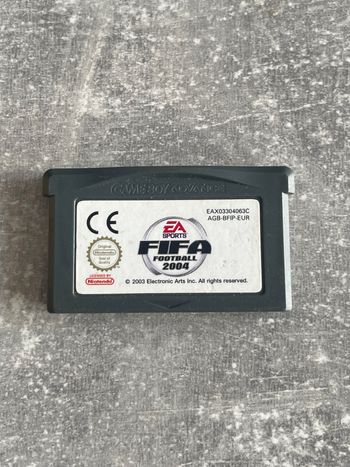 GAME BOY ADVANCE
CE
EAX03304063C
AGB-BFIP-EUR
EA
SPORTS
FIFA
FOOTBALL
2004
Original
Nintendo
Seal of Quality
LICENSED BY
Nintendo
© 2003 Electronic Arts Inc. All rights reserved.